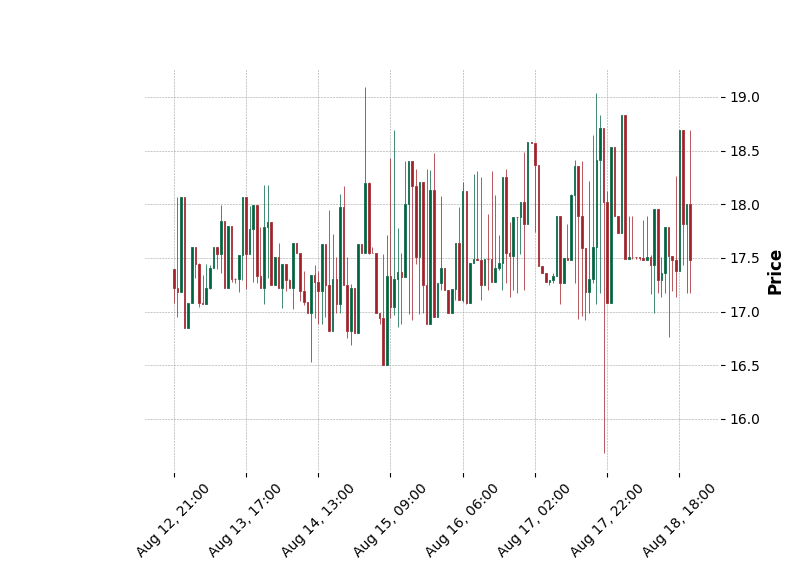 19.0
18.5
18.0
17.5
17.0
16.5
16.0
Price
Aug 12, 21:00
Aug 13, 17:00
Aug 14, 13:00
Aug 15, 09:00
Aug 16, 06:00
Aug 17, 02:00
Aug 17, 22:00
Aug 18, 18:00